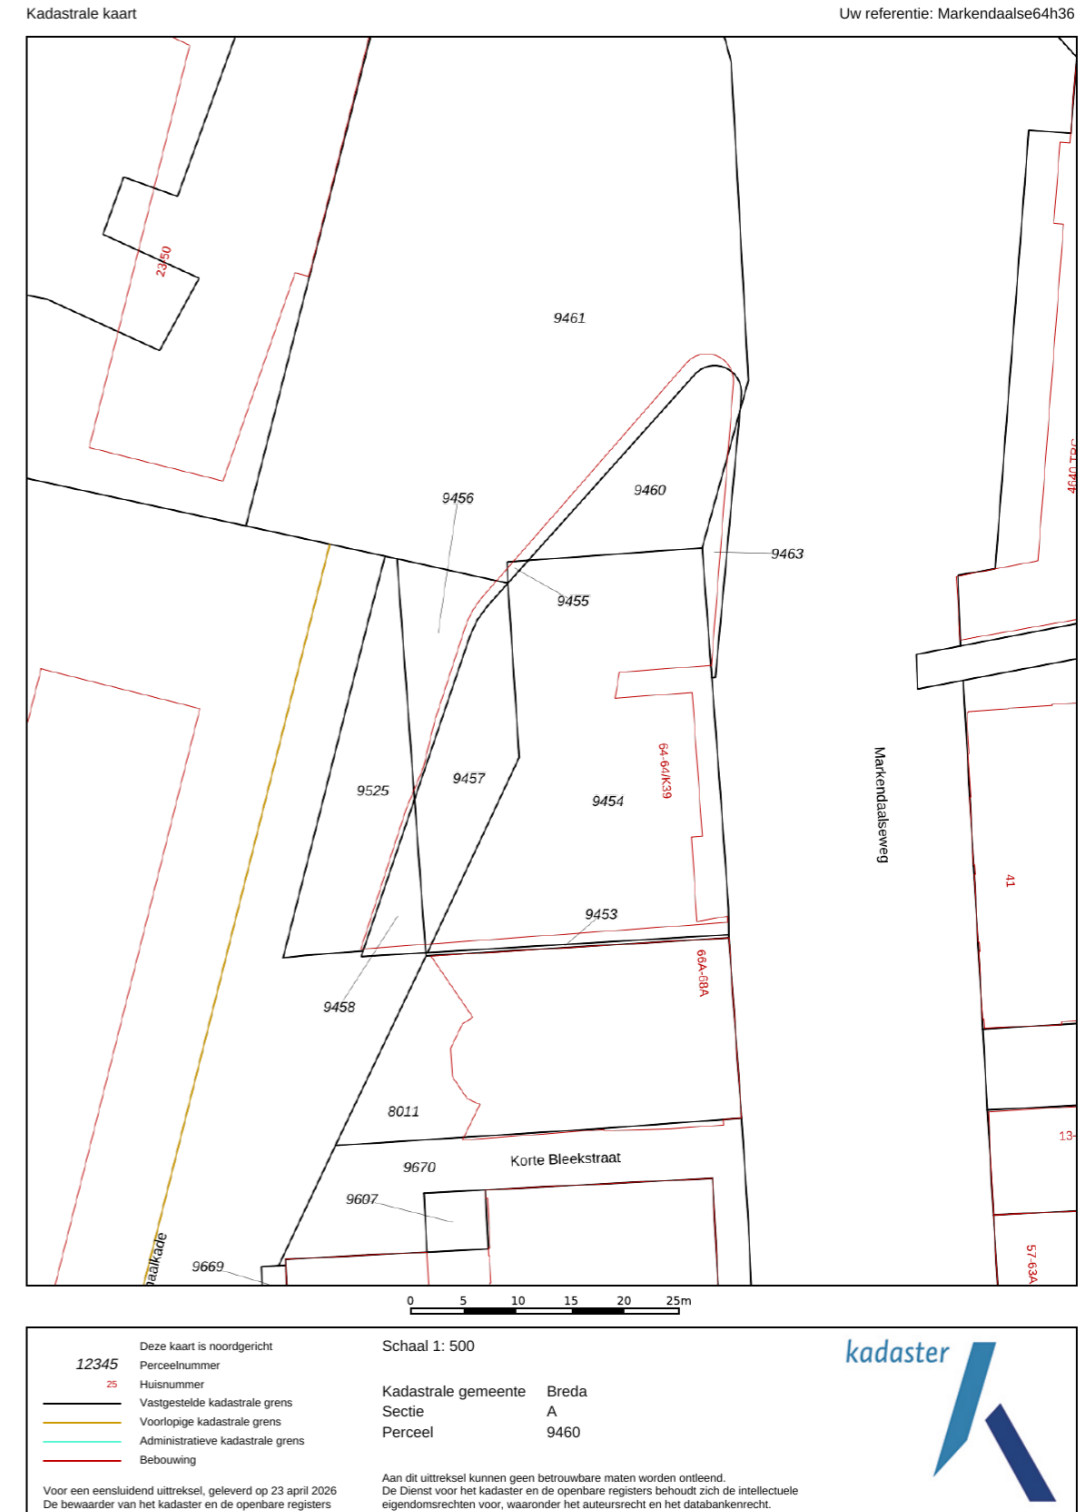 Kadastrale kaart
Uw referentie: Markendaalse64h36
23-50
9461
9456
9460
9463
9455
9525
9457
9454
64-64/K39
Markendaalseweg
41
9453
66A-68A
9458
8011
Korte Bleekstraat
9670
9607
9669
13-
57-63A
0 5 10 15 20 25m
Deze kaart is noordgericht
12345 Perceelnummer
25 Huisnummer
Vastgestelde kadastrale grens
Voorlopige kadastrale grens
Administratieve kadastrale grens
Bebouwing
Voor een eensluidend uittreksel, geleverd op 23 april 2026
De bewaarder van het kadaster en de openbare registers
Schaal 1: 500
Kadastrale gemeente Breda
Sectie A
Perceel 9460
Aan dit uittreksel kunnen geen betrouwbare maten worden ontleend.
De Dienst voor het kadaster en de openbare registers behoudt zich de intellectuele
eigendomsrechten voor, waaronder het auteursrecht en het databankenrecht.
kadaster